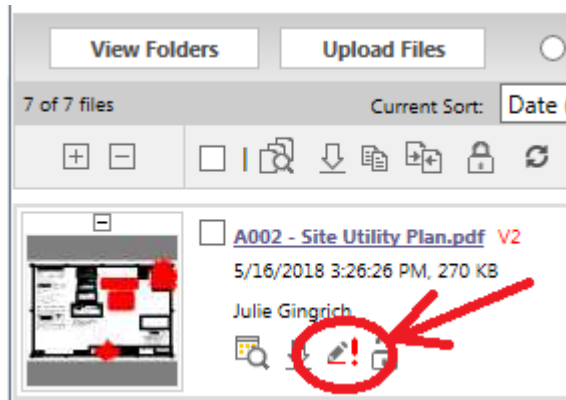 View Folders Upload Files
7 of 7 files Current Sort: Date (
A002 - Site Utility Plan.pdf V2
5/16/2018 3:26:26 PM, 270 KB
Julie Gingrich